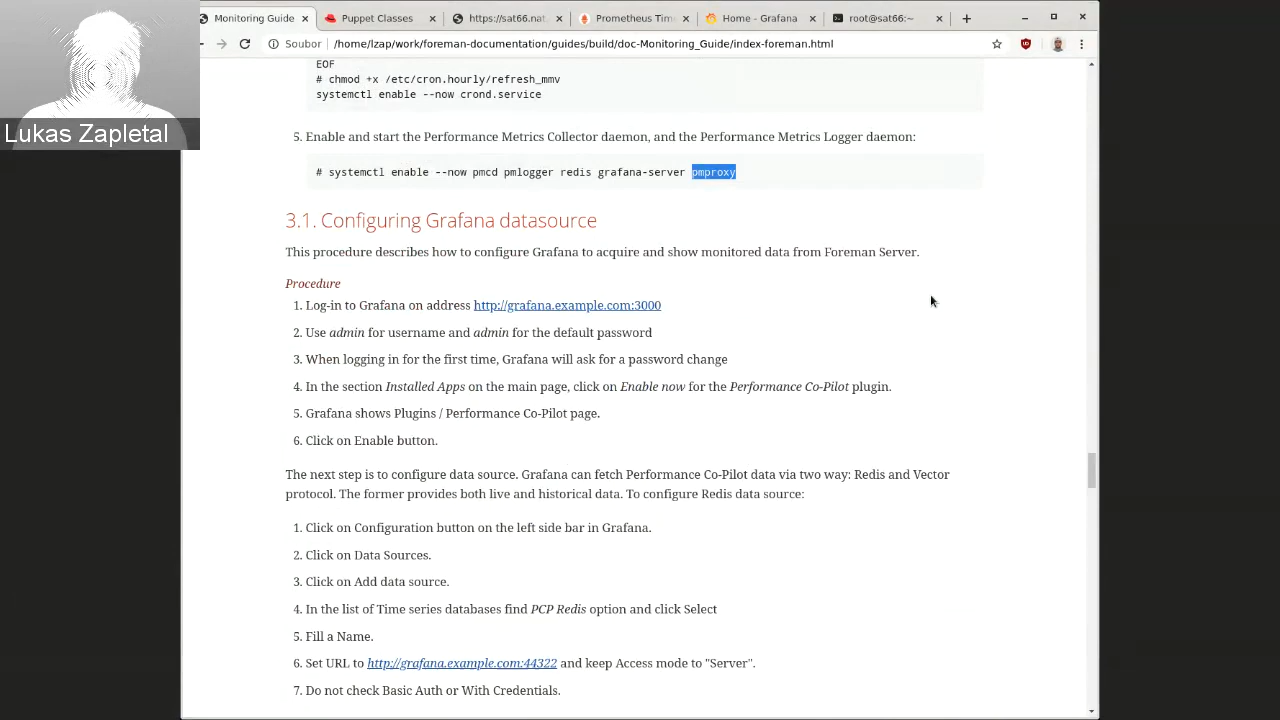 Monitoring Guide
Puppet Classes
https://sat66.nat
Prometheus Time
Home - Grafana
root@sat66:~
Soubor
/home/lzap/work/foreman-documentation/guides/build/doc-Monitoring_Guide/index-foreman.html
Lukas Zapletal
EOF
# chmod +x /etc/cron.hourly/refresh_mmv
systemctl enable --now crond.service
5. Enable and start the Performance Metrics Collector daemon, and the Performance Metrics Logger daemon:
# systemctl enable --now pmcd pmlogger redis grafana-server pmproxy
3.1. Configuring Grafana datasource
This procedure describes how to configure Grafana to acquire and show monitored data from Foreman Server.
Procedure
1. Log-in to Grafana on address http://grafana.example.com:3000
2. Use admin for username and admin for the default password
3. When logging in for the first time, Grafana will ask for a password change
4. In the section Installed Apps on the main page, click on Enable now for the Performance Co-Pilot plugin.
5. Grafana shows Plugins / Performance Co-Pilot page.
6. Click on Enable button.
The next step is to configure data source. Grafana can fetch Performance Co-Pilot data via two way: Redis and Vector
protocol. The former provides both live and historical data. To configure Redis data source:
1. Click on Configuration button on the left side bar in Grafana.
2. Click on Data Sources.
3. Click on Add data source.
4. In the list of Time series databases find PCP Redis option and click Select
5. Fill a Name.
6. Set URL to http://grafana.example.com:44322 and keep Access mode to "Server".
7. Do not check Basic Auth or With Credentials.